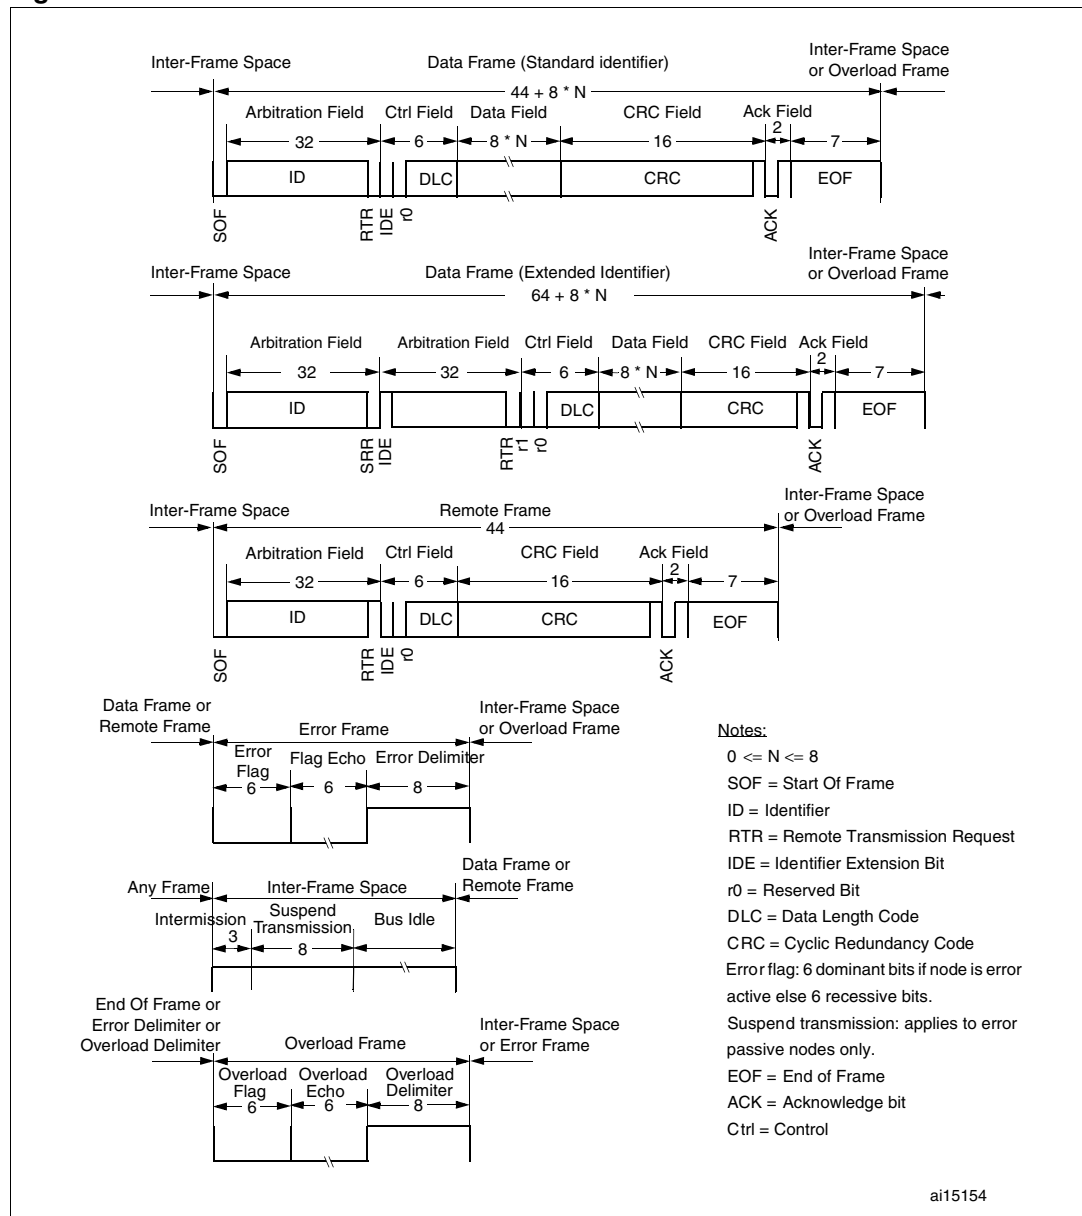 Inter-Frame Space
Data Frame (Standard identifier)
Inter-Frame Space
or Overload Frame
44 + 8 * N
Arbitration Field
Ctrl Field
Data Field
CRC Field
Ack Field
32
6
8 * N
16
2
7
ID
DLC
CRC
EOF
SOF
RTR
IDE
r0
ACK
Inter-Frame Space
Data Frame (Extended Identifier)
Inter-Frame Space
or Overload Frame
64 + 8 * N
Arbitration Field
Arbitration Field
Ctrl Field
Data Field
CRC Field
Ack Field
32
32
6
8 * N
16
2
7
ID
DLC
CRC
EOF
SOF
SRR
IDE
RTR
r1
r0
ACK
Inter-Frame Space
Remote Frame
Inter-Frame Space
or Overload Frame
44
Arbitration Field
Ctrl Field
CRC Field
Ack Field
32
6
16
2
7
ID
DLC
CRC
EOF
SOF
RTR
IDE
r0
ACK
Data Frame or
Remote Frame
Error Frame
Inter-Frame Space
or Overload Frame
Error
Flag
Flag Echo
Error Delimiter
6
6
8
Any Frame
Inter-Frame Space
Data Frame or
Remote Frame
Intermission
3
Suspend
Transmission
8
Bus Idle
End Of Frame or
Error Delimiter or
Overload Delimiter
Overload Frame
Inter-Frame Space
or Error Frame
Overload
Flag
6
Overload
Echo
6
Overload
Delimiter
8
Notes:
0 <= N <= 8
SOF = Start Of Frame
ID = Identifier
RTR = Remote Transmission Request
IDE = Identifier Extension Bit
r0 = Reserved Bit
DLC = Data Length Code
CRC = Cyclic Redundancy Code
Error flag: 6 dominant bits if node is error
active else 6 recessive bits.
Suspend transmission: applies to error
passive nodes only.
EOF = End of Frame
ACK = Acknowledge bit
Ctrl = Control
ai15154